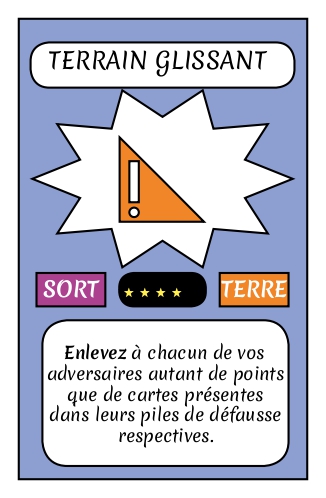 TERRAIN GLISSANT
SORT
TERRE
Enlevez à chacun de vos
adversaires autant de points
que de cartes présentes
dans leurs piles de défausse
respectives.